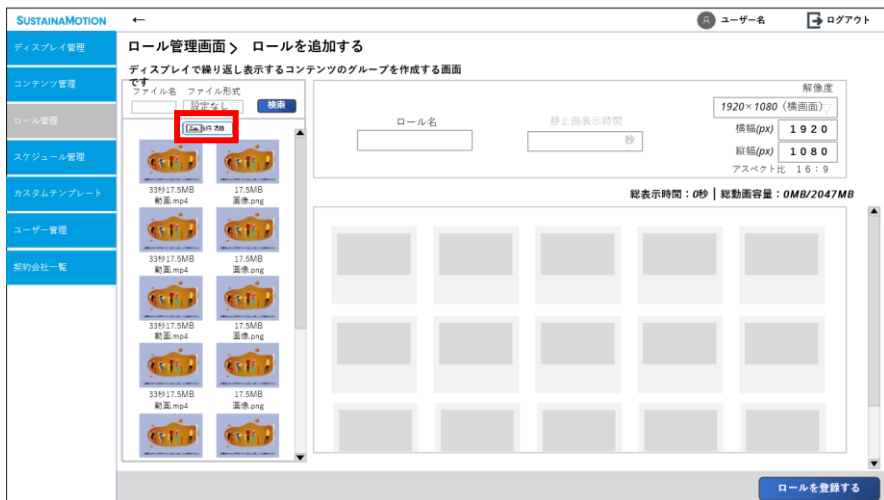 SUSTAINAMOTION
←
ユーザー名
ログアウト
ディスプレイ管理
コンテンツ管理
ロール管理
スケジュール管理
カスタムテンプレート
ユーザー管理
契約会社一覧
ロール管理画面 > ロールを追加する
ディスプレイで繰り返し表示するコンテンツのグループを作成する画面
です
ファイル名 ファイル形式
設定なし
検索
33秒17.5MB
動画.mp4
17.5MB
画像.png
33秒17.5MB
動画.mp4
17.5MB
画像.png
33秒17.5MB
動画.mp4
17.5MB
画像.png
33秒17.5MB
動画.mp4
17.5MB
画像.png
ロール名
静止画表示時間
秒
解像度
1920×1080（横画面）
横幅(px) 1920
縦幅(px) 1080
アスペクト比 16：9
総表示時間：0秒 | 総動画容量：0MB/2047MB
ロールを登録する